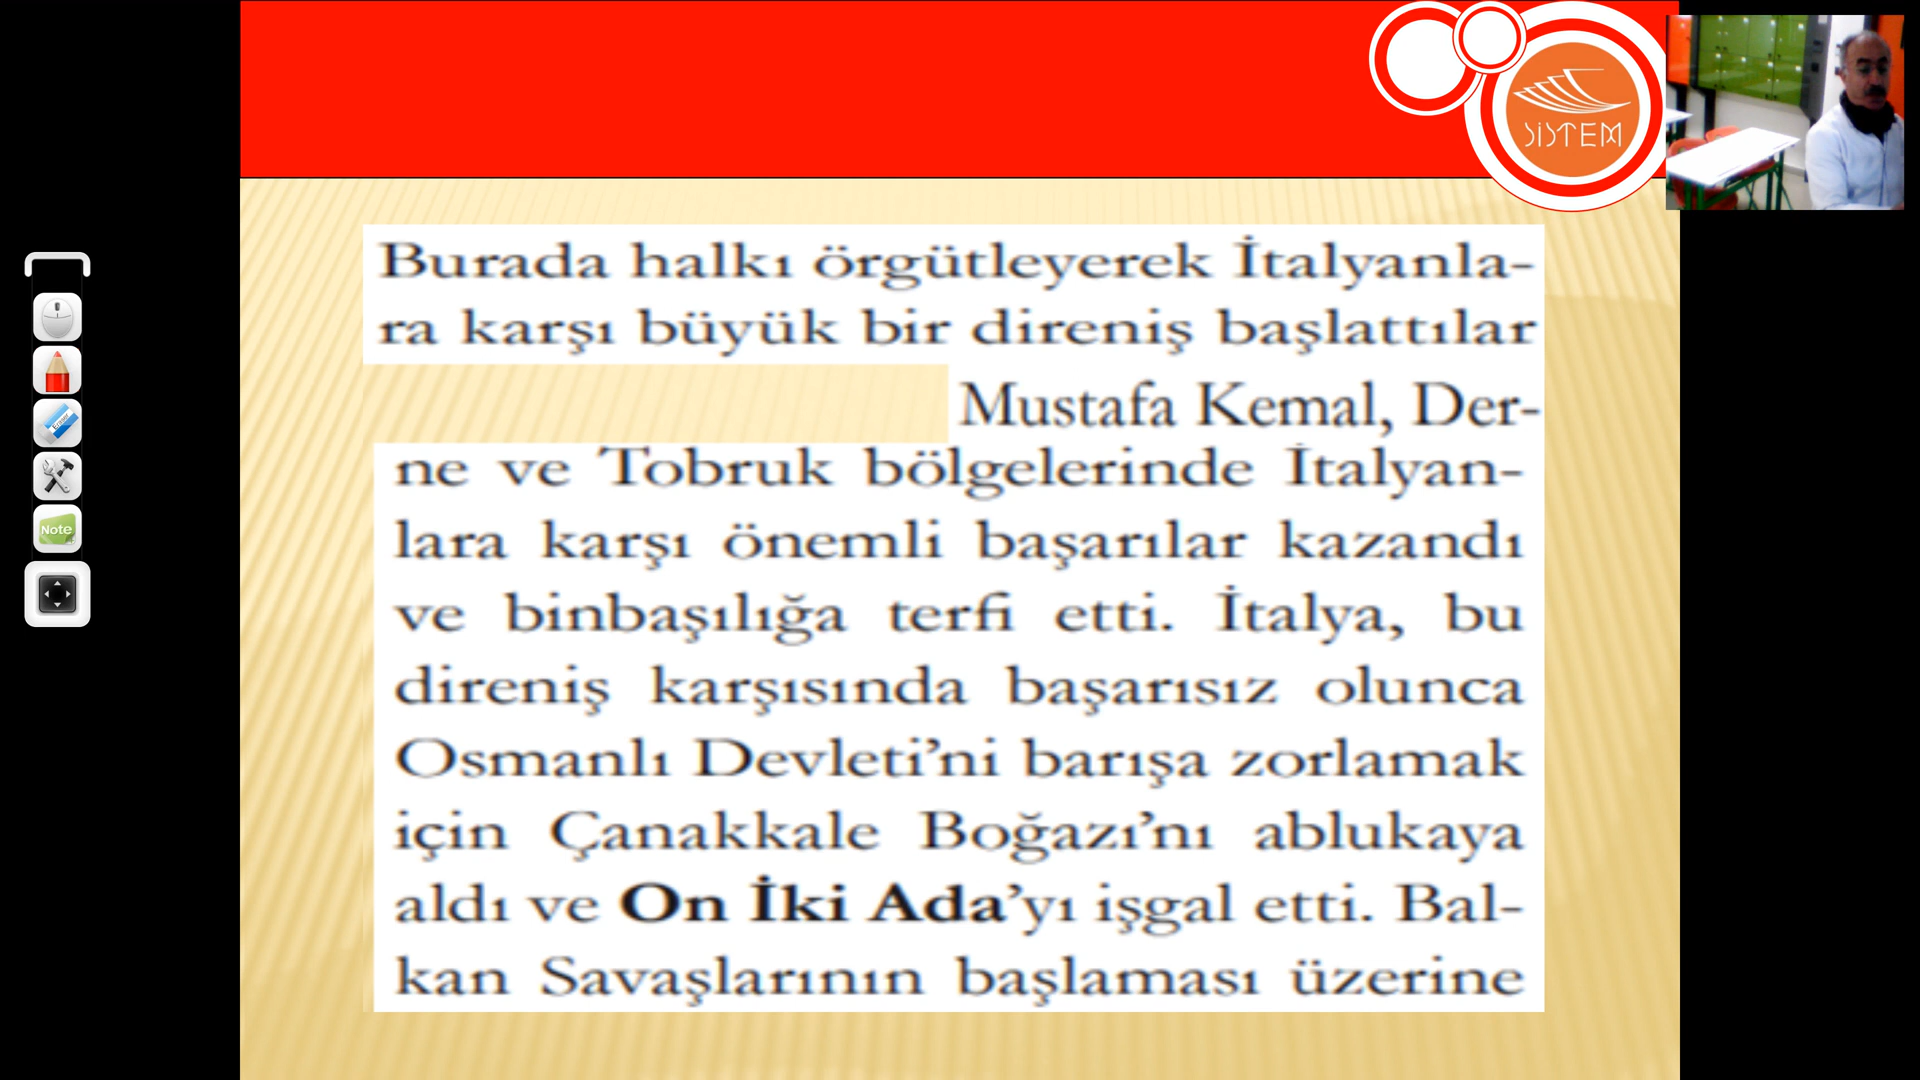 SİSTEM
Burada halkı örgütleyerek İtalyanla-
ra karşı büyük bir direniş başlattılar
Mustafa Kemal, Der-
ne ve Tobruk bölgelerinde İtalyan-
lara karşı önemli başarılar kazandı
ve binbaşılığa terfi etti. İtalya, bu
direniş karşısında başarısız olunca
Osmanlı Devleti’ni barışa zorlamak
için Çanakkale Boğazı’nı ablukaya
aldı ve On İki Ada’yı işgal etti. Bal-
kan Savaşlarının başlaması üzerine
Note